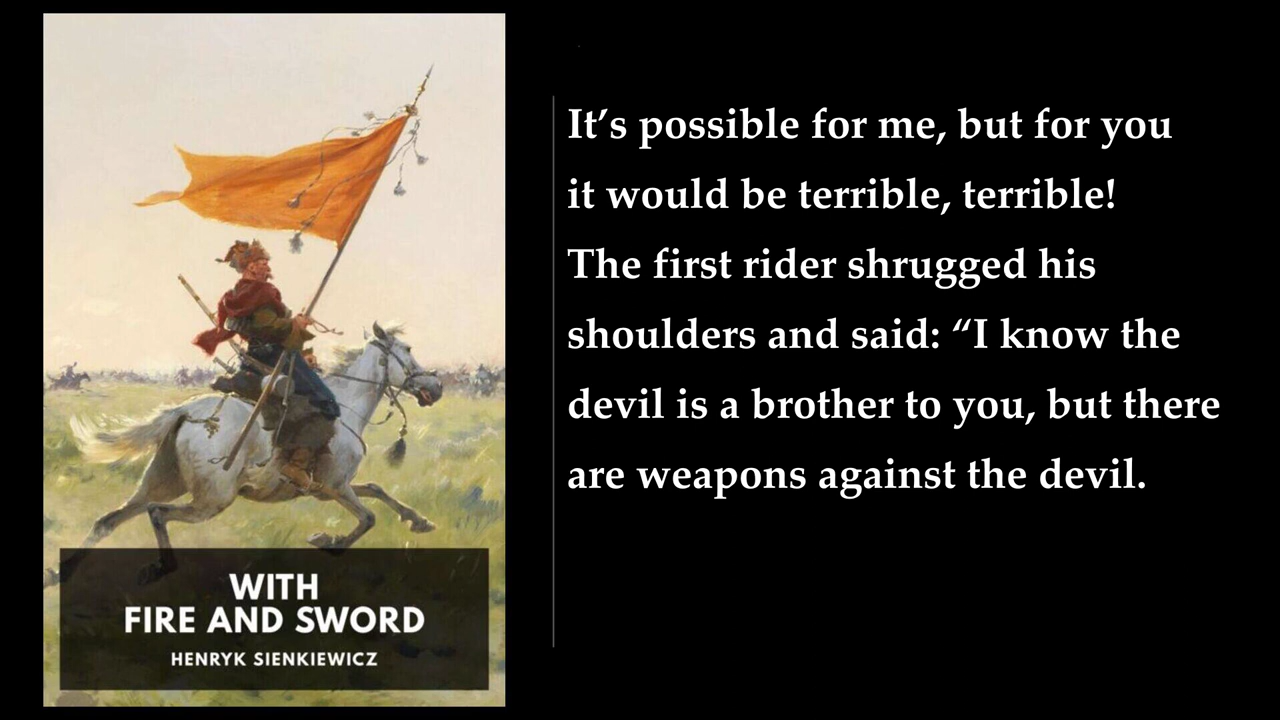 WITH
FIRE AND SWORD
HENRYK SIENKIEWICZ
It’s possible for me, but for you
it would be terrible, terrible!
The first rider shrugged his
shoulders and said: “I know the
devil is a brother to you, but there
are weapons against the devil.